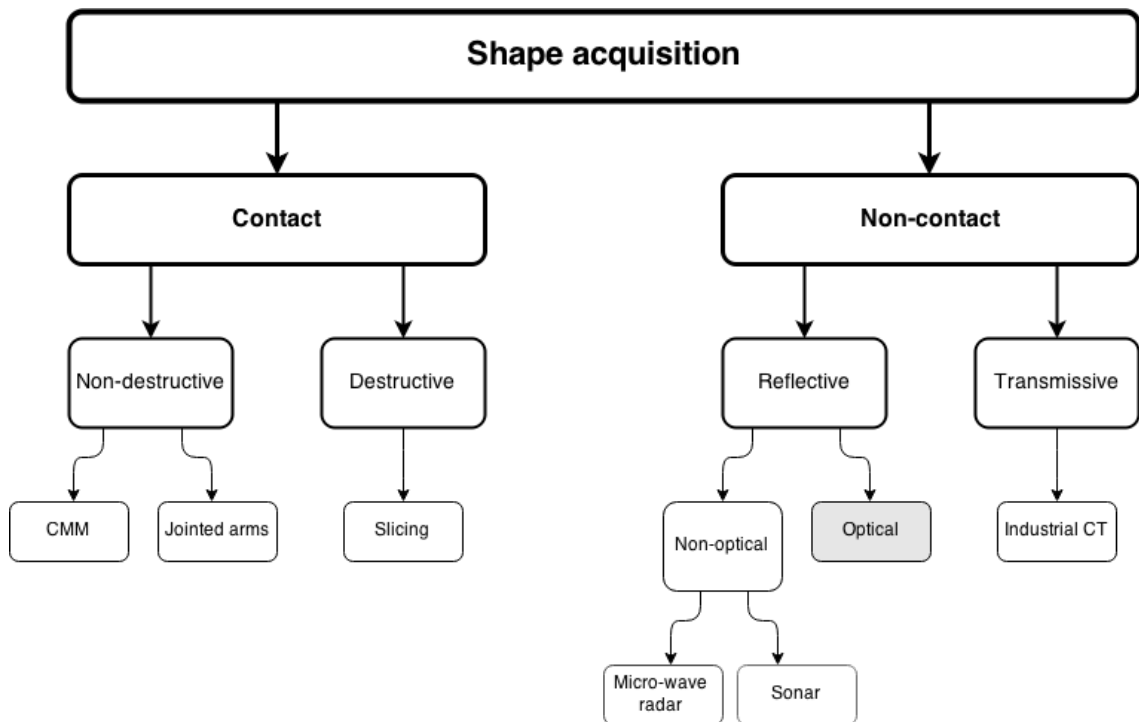 Shape acquisition
Contact
Non-contact
Non-destructive
Destructive
Reflective
Transmissive
CMM
Jointed arms
Slicing
Non-optical
Optical
Industrial CT
Micro-wave
radar
Sonar